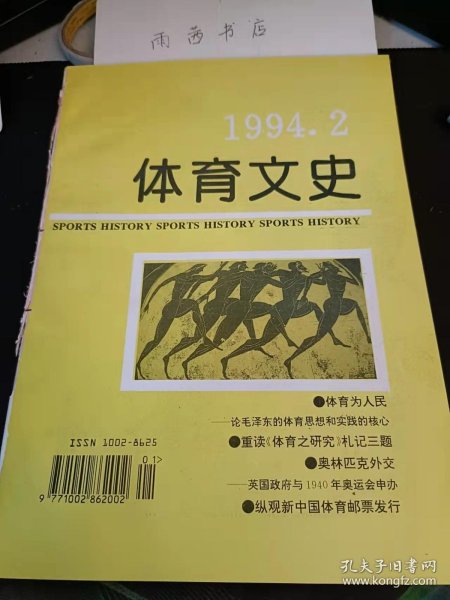 雨茜书店
1994.2
体育文史
SPORTS HISTORY SPORTS HISTORY SPORTS HISTORY
●体育为人民
——论毛泽东的体育思想和实践的核心
●重读《体育之研究》札记三题
●奥林匹克外交
——英国政府与1940年奥运会申办
●纵观新中国体育邮票发行
ISSN 1002-8625
01>
9 771002 862002
孔夫子旧书网
www.kongfz.com